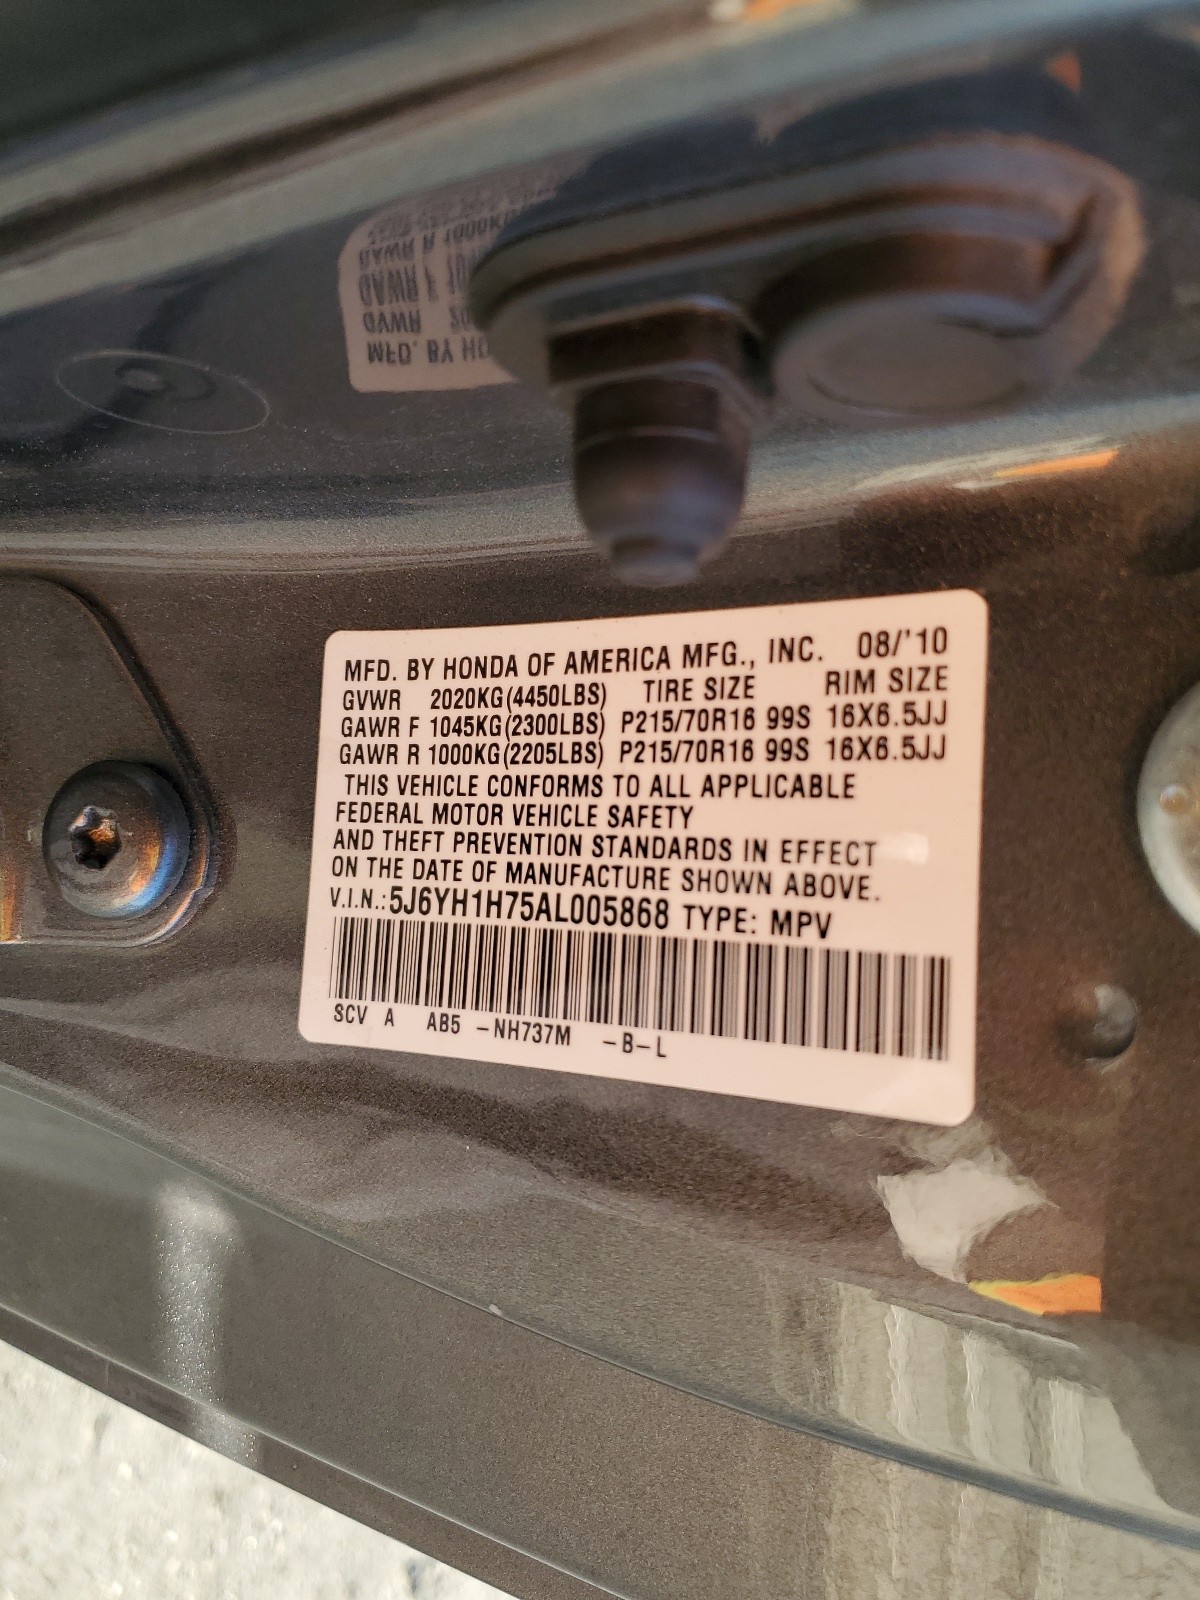 MFD. BY HONDA OF AMERICA MFG., INC. 08/'10
GVWR 2020KG(4450LBS) TIRE SIZE RIM SIZE
GAWR F 1045KG(2300LBS) P215/70R16 99S 16X6.5JJ
GAWR R 1000KG(2205LBS) P215/70R16 99S 16X6.5JJ
THIS VEHICLE CONFORMS TO ALL APPLICABLE
FEDERAL MOTOR VEHICLE SAFETY
AND THEFT PREVENTION STANDARDS IN EFFECT
ON THE DATE OF MANUFACTURE SHOWN ABOVE.
V.I.N.: 5J6YH1H75AL005868 TYPE: MPV
SCV A AB5 -NH737M -B-L